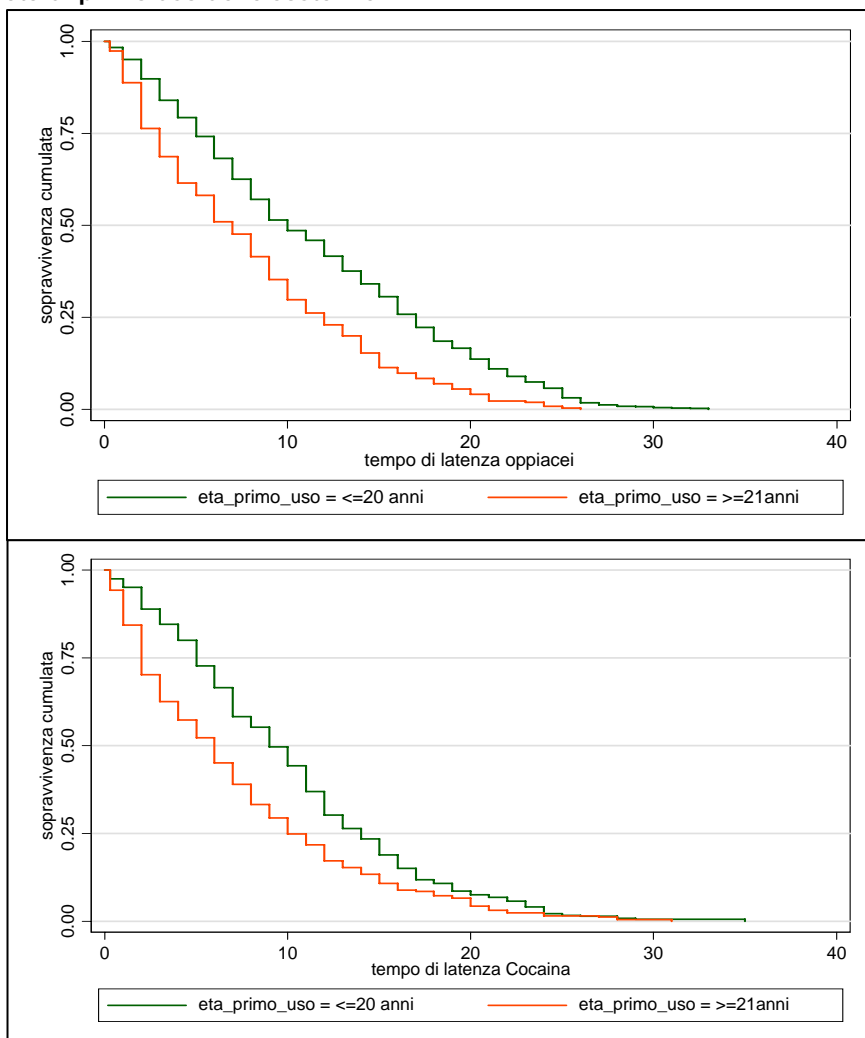 1.00
0.75
0.50
0.25
0.00
sopravvivenza cumulata
0 10 20 30 40
tempo di latenza oppiacei
eta_primo_uso = <=20 anni eta_primo_uso = >=21anni
1.00
0.75
0.50
0.25
0.00
sopravvivenza cumulata
0 10 20 30 40
tempo di latenza Cocaina
eta_primo_uso = <=20 anni eta_primo_uso = >=21anni